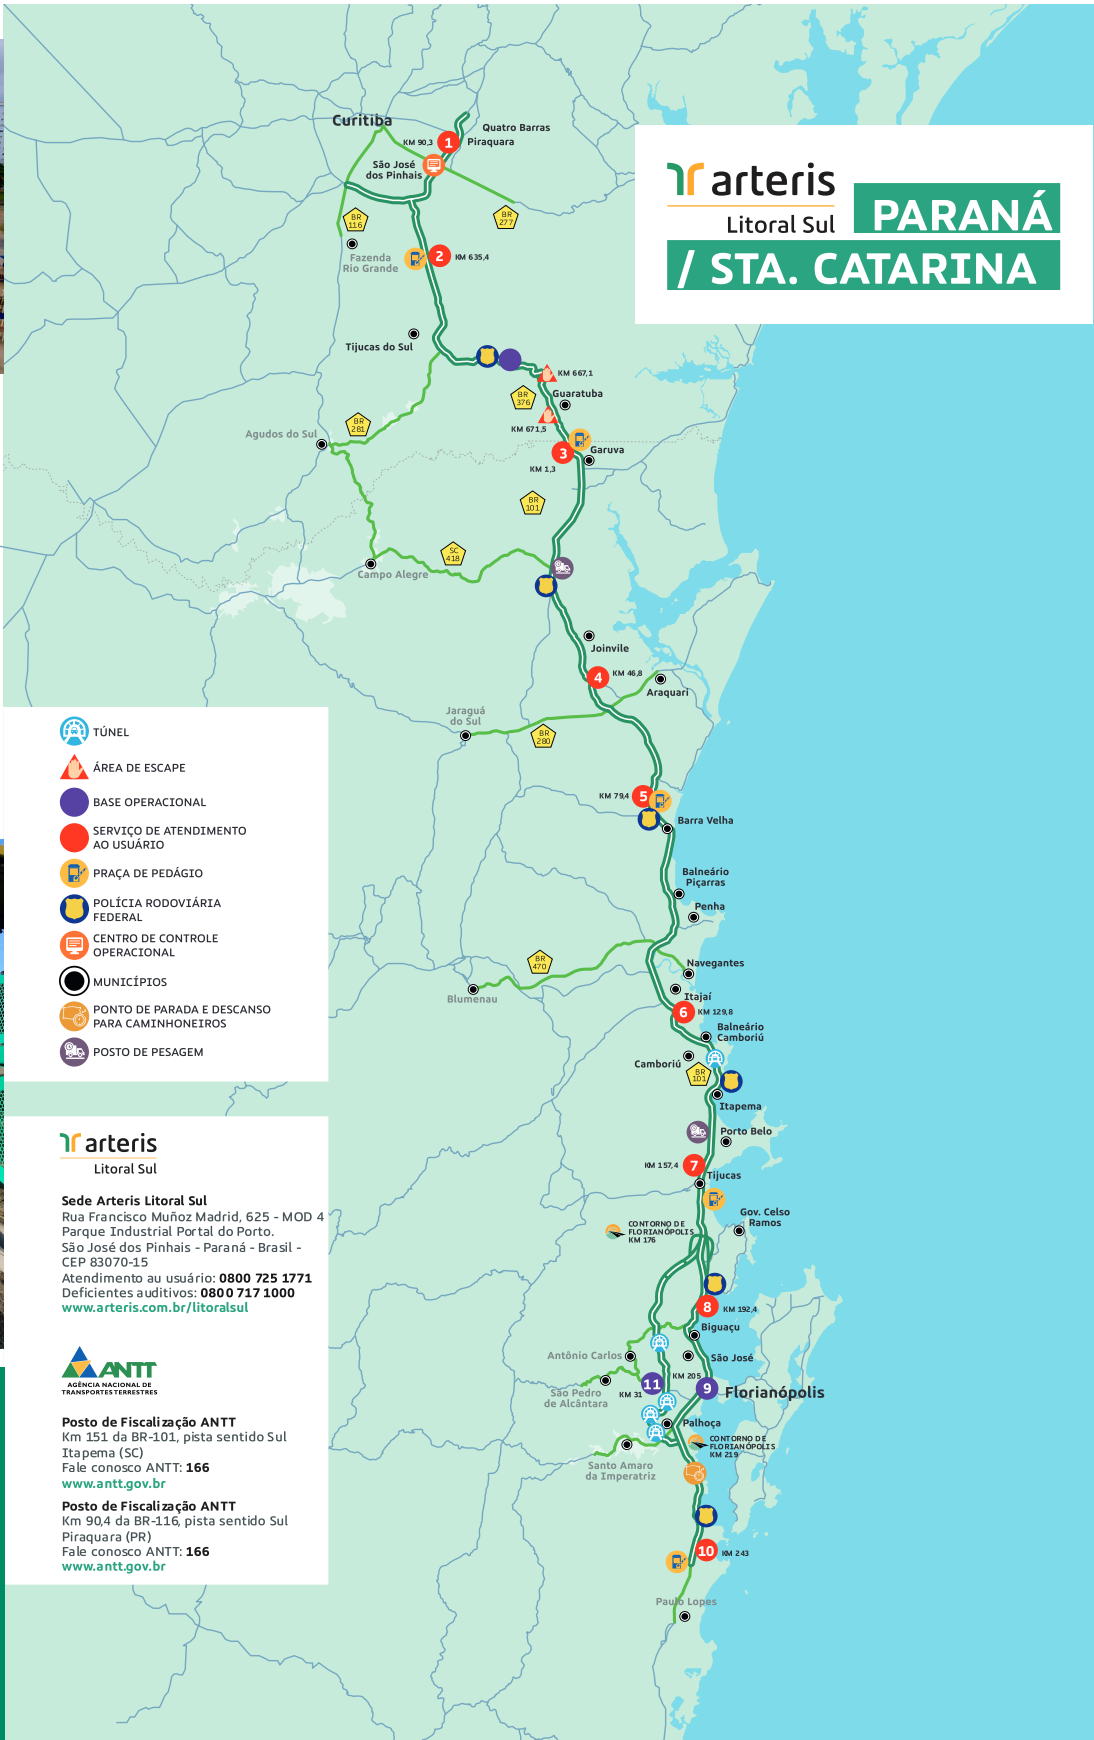 Curitiba
Quatro Barras
KM 90,3
1
Piraquara
São José
dos Pinhais
BR
116
BR
277
Fazenda
Rio Grande
2
KM 635,4
arteris
Litoral Sul
PARANÁ
/ STA. CATARINA
Tijucas do Sul
KM 667,1
BR
376
Guaratuba
BR
281
KM 671,5
Agudos do Sul
3
Garuva
KM 1,3
BR
101
SC
418
Campo Alegre
Joinvile
4
KM 46,8
Araquari
Jaraguá
do Sul
BR
280
KM 79,4
5
Barra Velha
Balneário
Piçarras
Penha
BR
470
Navegantes
Blumenau
Itajaí
6
KM 129,8
Balneário
Camboriú
Camboriú
BR
101
Itapema
Porto Belo
KM 157,4
7
Tijucas
Gov. Celso
Ramos
CONTORNO DE
FLORIANÓPOLIS
KM 176
8
KM 192,4
Biguaçu
Antônio Carlos
São José
KM 205
11
KM 31
9
Florianópolis
São Pedro
de Alcântara
Palhoça
CONTORNO DE
FLORIANÓPOLIS
KM 219
Santo Amaro
da Imperatriz
10
KM 243
Paulo Lopes
TÚNEL
ÁREA DE ESCAPE
BASE OPERACIONAL
SERVIÇO DE ATENDIMENTO
AO USUÁRIO
PRAÇA DE PEDÁGIO
POLÍCIA RODOVIÁRIA
FEDERAL
CENTRO DE CONTROLE
OPERACIONAL
MUNICÍPIOS
PONTO DE PARADA E DESCANSO
PARA CAMINHONEIROS
POSTO DE PESAGEM
arteris
Litoral Sul
Sede Arteris Litoral Sul
Rua Francisco Muñoz Madrid, 625 - MOD 4
Parque Industrial Portal do Porto.
São José dos Pinhais - Paraná - Brasil -
CEP 83070-15
Atendimento au usuário: 0800 725 1771
Deficientes auditivos: 0800 717 1000
www.arteris.com.br/litoralsul
ANTT
AGÊNCIA NACIONAL DE
TRANSPORTES TERRESTRES
Posto de Fiscalização ANTT
Km 151 da BR-101, pista sentido Sul
Itapema (SC)
Fale conosco ANTT: 166
www.antt.gov.br
Posto de Fiscalização ANTT
Km 90,4 da BR-116, pista sentido Sul
Piraquara (PR)
Fale conosco ANTT: 166
www.antt.gov.br